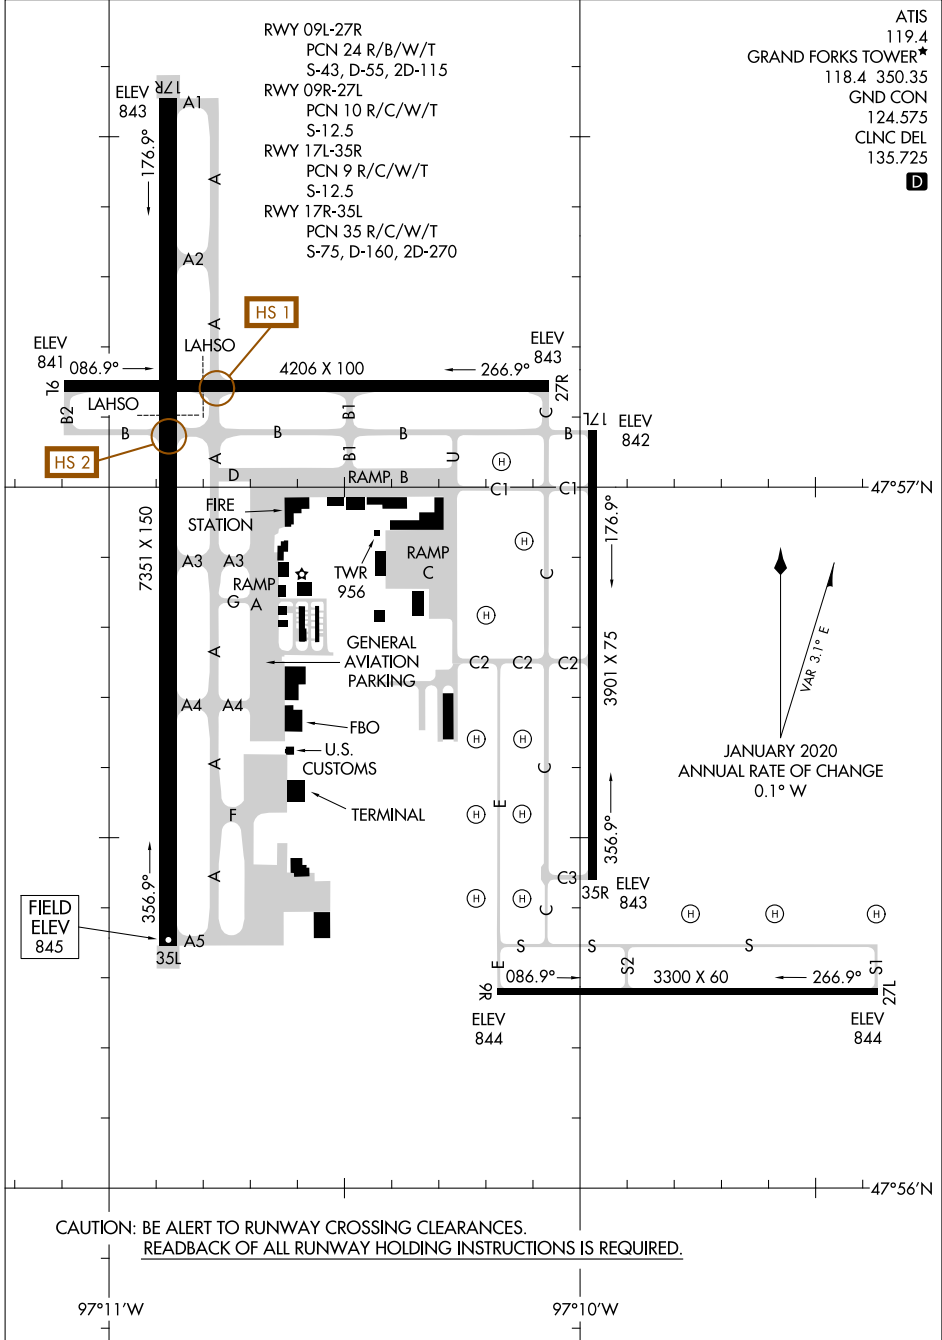 RWY 09L-27R
PCN 24 R/B/W/T
S-43, D-55, 2D-115
RWY 09R-27L
PCN 10 R/C/W/T
S-12.5
RWY 17L-35R
PCN 9 R/C/W/T
S-12.5
RWY 17R-35L
PCN 35 R/C/W/T
S-75, D-160, 2D-270
ATIS
119.4
GRAND FORKS TOWER★
118.4 350.35
GND CON
124.575
CLNC DEL
135.725
D
17R
ELEV
843
A1
176.9°
A
A2
HS 1
A
LAHSO
ELEV
841
086.9°
4206 X 100
266.9°
ELEV
843
9L
27R
LAHSO
B2
B
B
B1
B
C
B
17L
ELEV
842
HS 2
A
D
B1
U
H
RAMP B
C1
C1
47°57'N
7351 X 150
FIRE
STATION
TWR
956
RAMP
C
H
C
176.9°
A3
A3
RAMP
A
G
H
3901 X 75
VAR 3.1° E
A
GENERAL
AVIATION
PARKING
C2
C2
C2
A4
A4
FBO
H
H
U.S.
CUSTOMS
A
C
JANUARY 2020
ANNUAL RATE OF CHANGE
0.1° W
TERMINAL
F
E
H
H
356.9°
356.9°
A
C3
35R
ELEV
843
H
H
C
H
H
H
FIELD
ELEV
845
A5
35L
S
S
S
E
S2
S1
086.9°
3300 X 60
266.9°
9R
27L
ELEV
844
ELEV
844
47°56'N
CAUTION: BE ALERT TO RUNWAY CROSSING CLEARANCES.
READBACK OF ALL RUNWAY HOLDING INSTRUCTIONS IS REQUIRED.
97°11'W
97°10'W